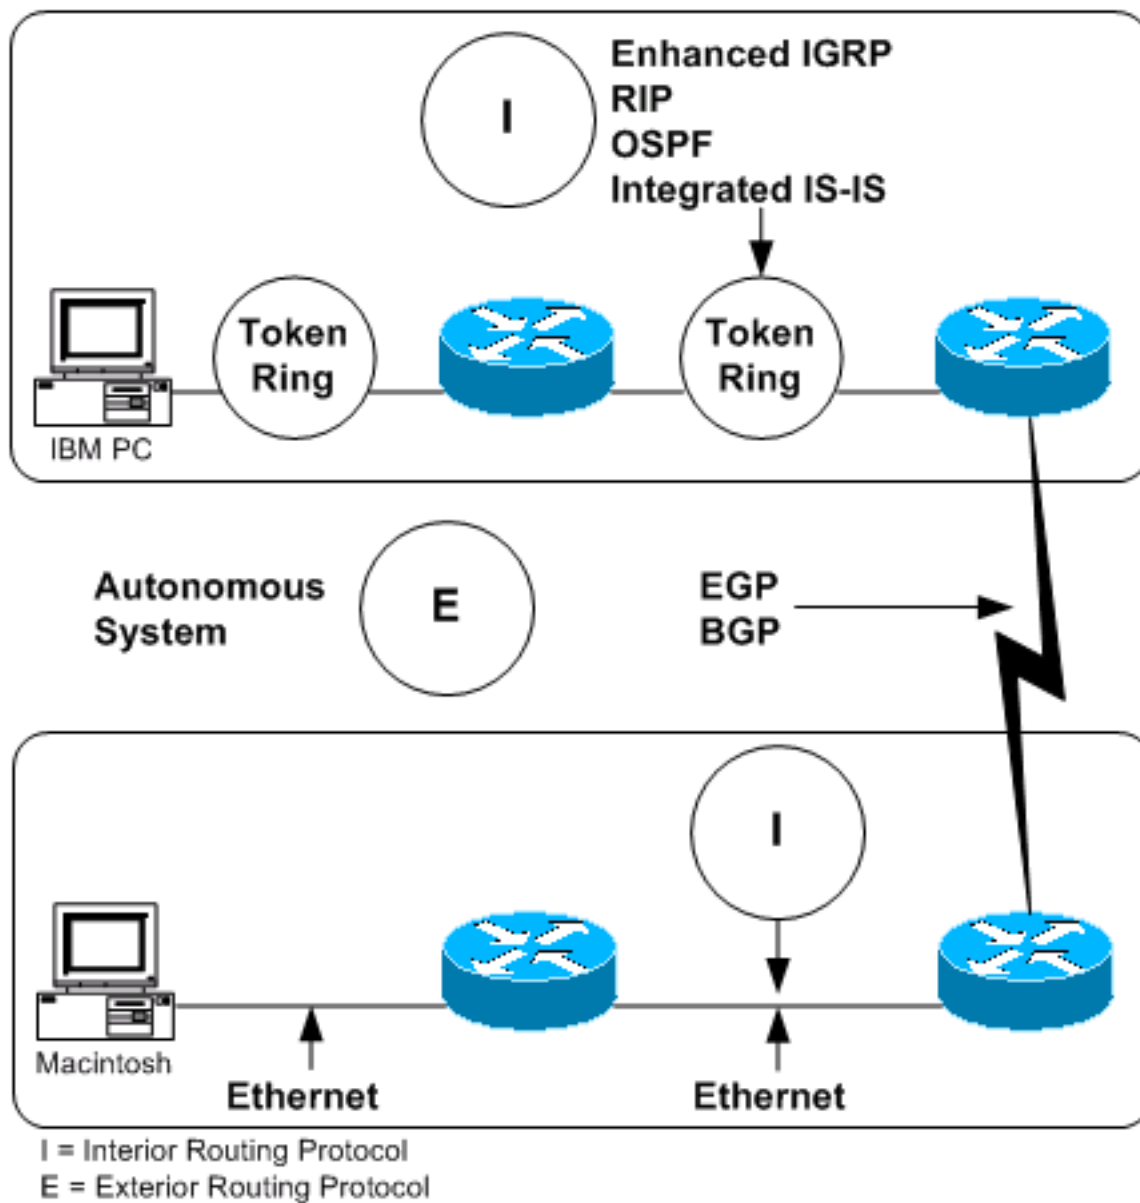 I
Enhanced IGRP
RIP
OSPF
Integrated IS-IS
Token
Ring
Token
Ring
IBM PC
Autonomous
System
E
EGP
BGP
I
Macintosh
Ethernet
Ethernet
I = Interior Routing Protocol
E = Exterior Routing Protocol